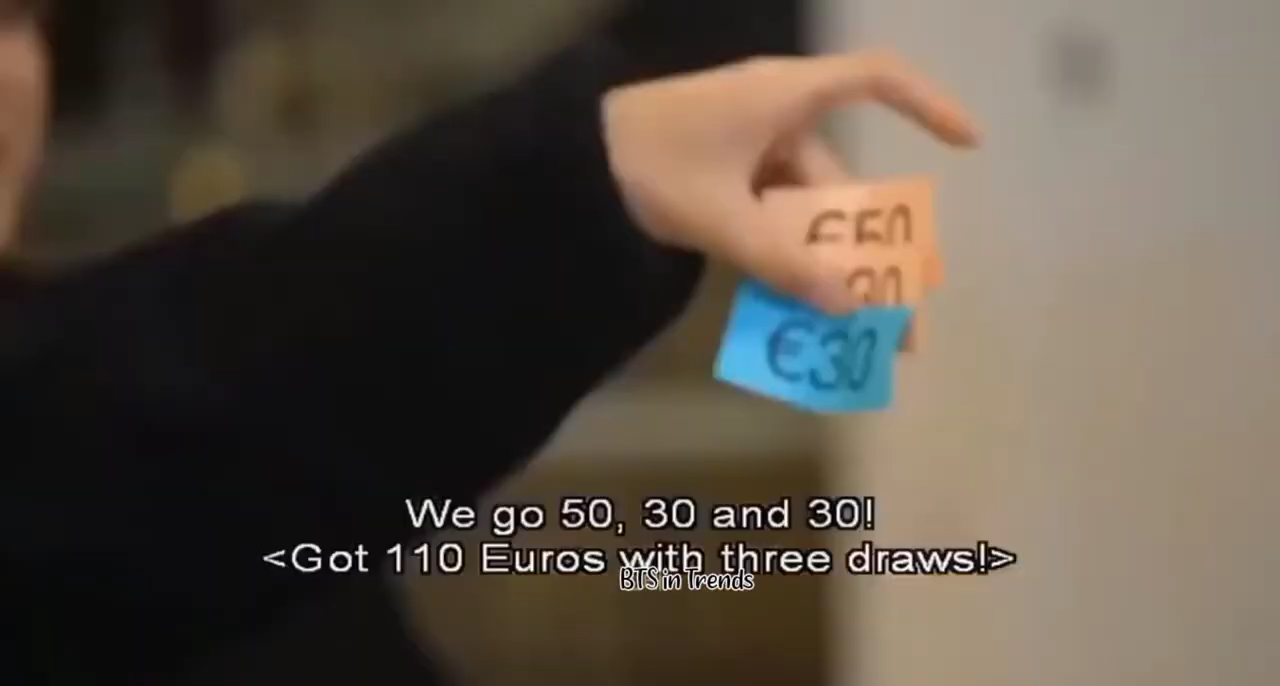 €50
30
€30
We go 50, 30 and 30!
<Got 110 Euros with three draws!>
BTS in Trends